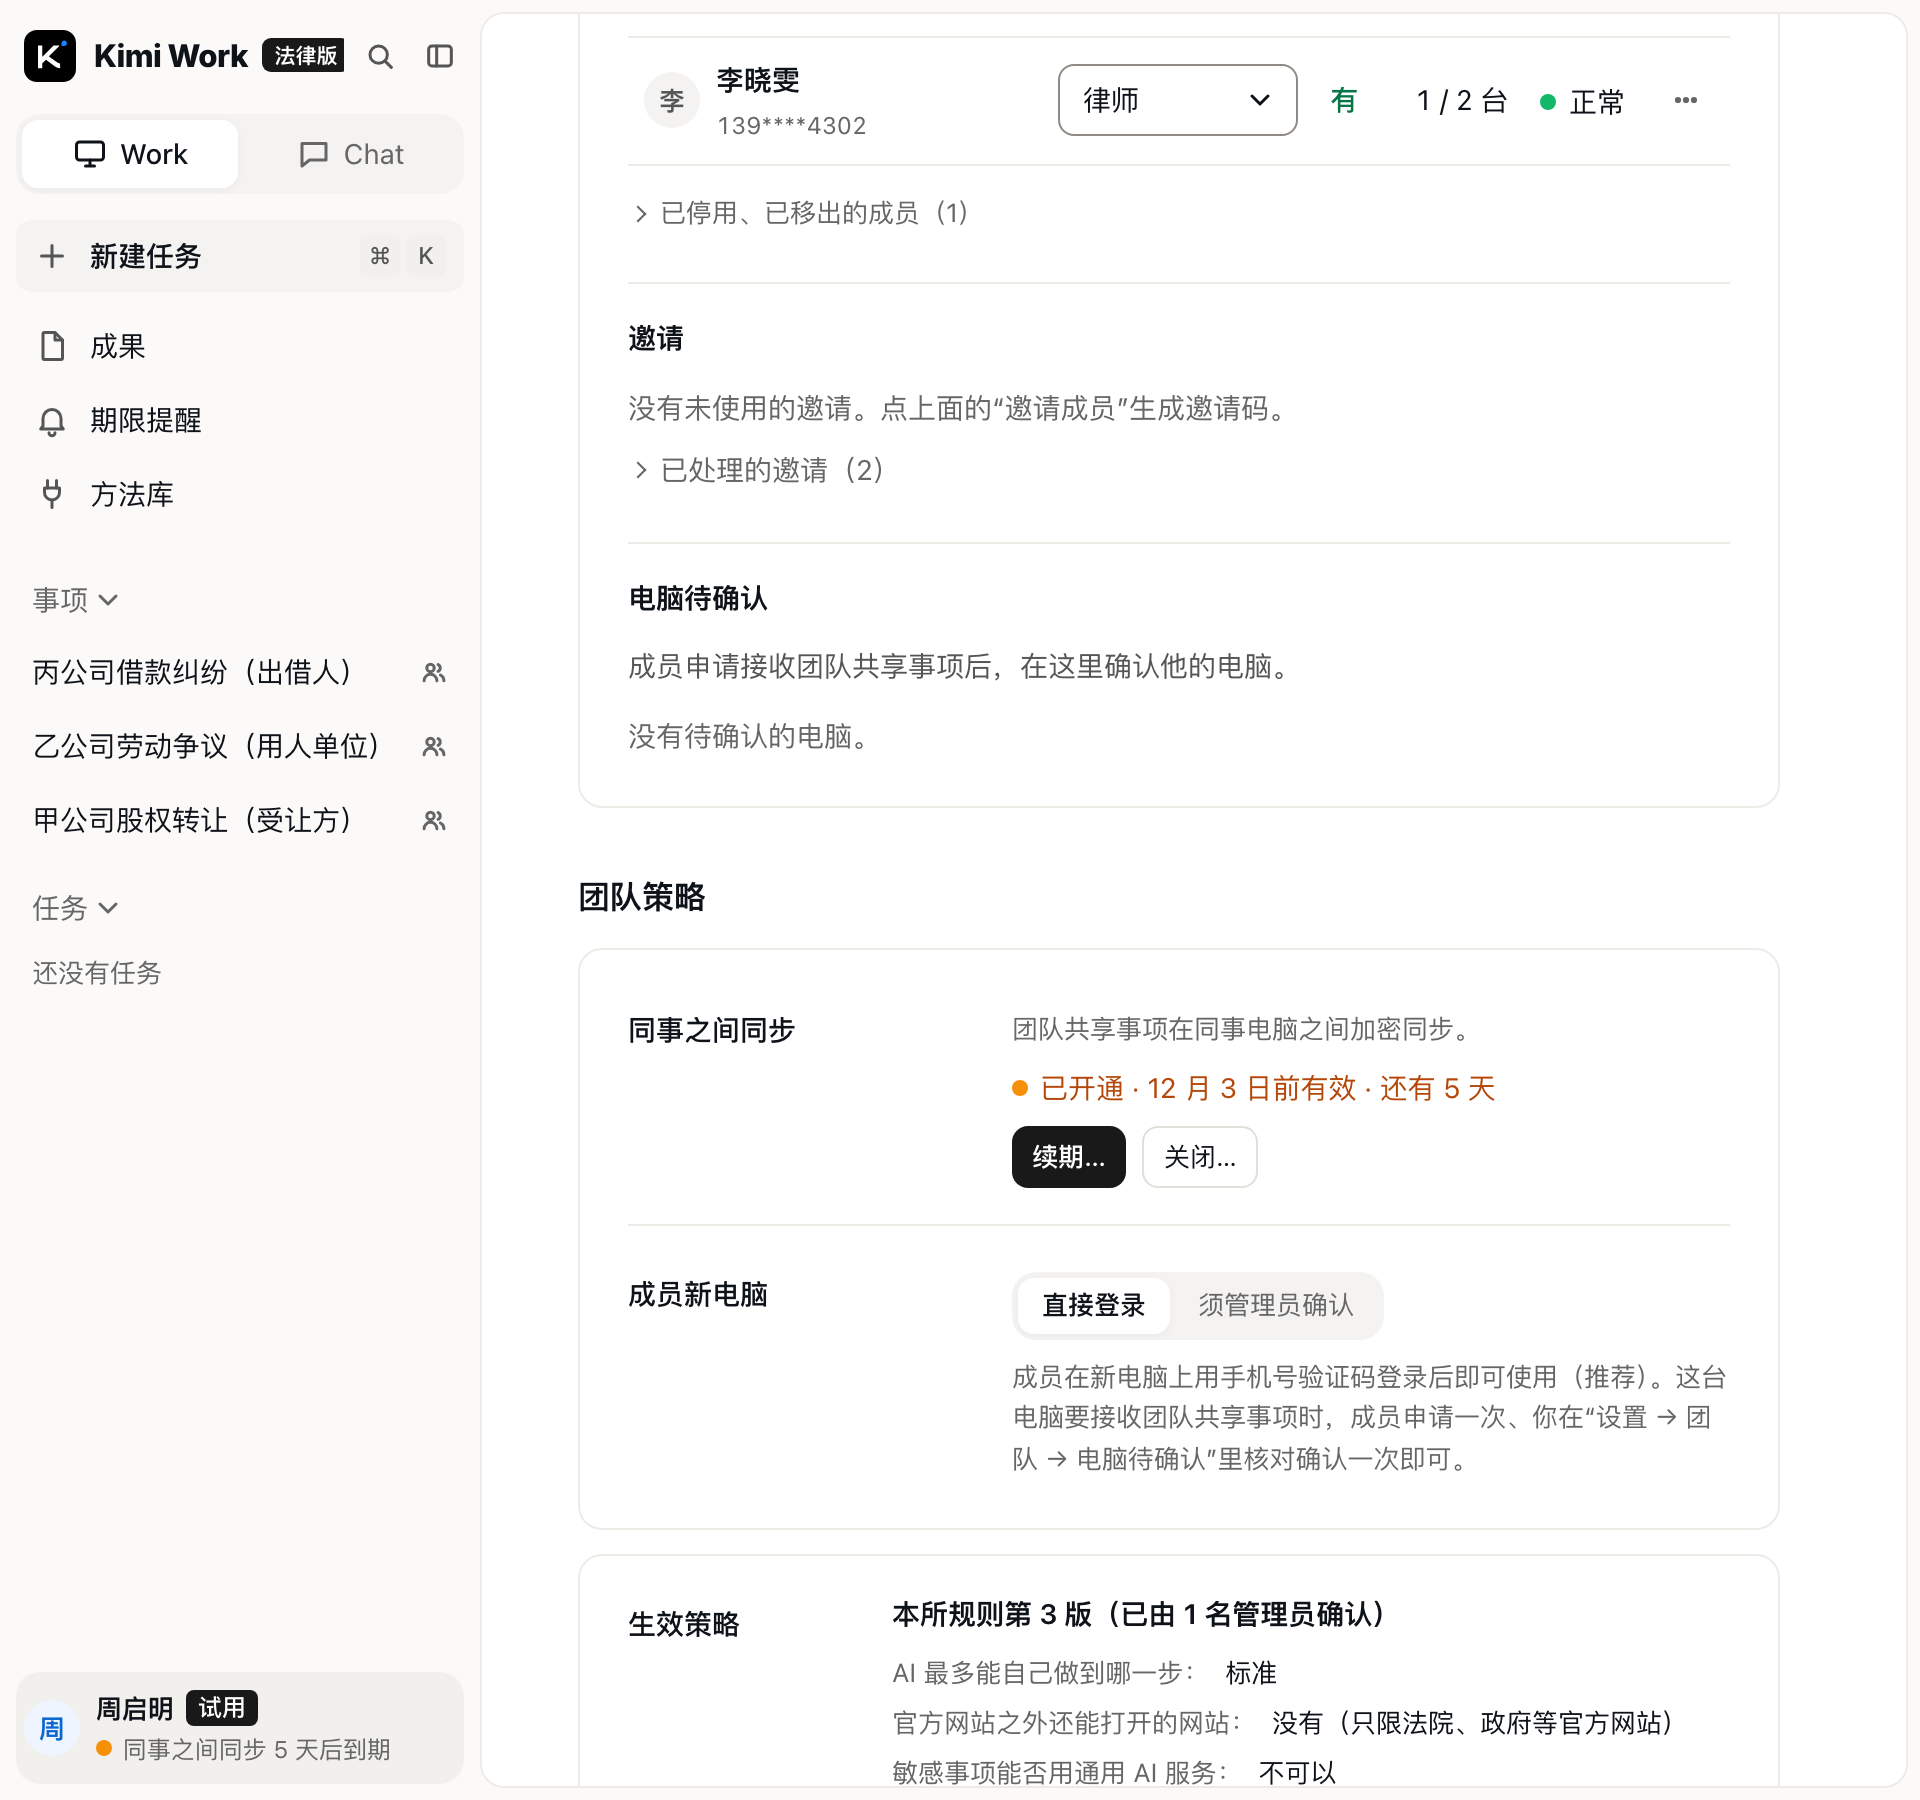 Kimi Work 法律版
Work
Chat
新建任务 ⌘ K
成果
期限提醒
方法库
事项
丙公司借款纠纷（出借人）
乙公司劳动争议（用人单位）
甲公司股权转让（受让方）
任务
还没有任务
周 周启明 试用
同事之间同步 5 天后到期
李 李晓雯
139****4302
律师 有 1 / 2 台 正常
已停用、已移出的成员（1）
邀请
没有未使用的邀请。点上面的“邀请成员”生成邀请码。
已处理的邀请（2）
电脑待确认
成员申请接收团队共享事项后，在这里确认他的电脑。
没有待确认的电脑。
团队策略
同事之间同步
团队共享事项在同事电脑之间加密同步。
已开通 · 12 月 3 日前有效 · 还有 5 天
续期... 关闭...
成员新电脑
直接登录 须管理员确认
成员在新电脑上用手机号验证码登录后即可使用（推荐）。这台
电脑要接收团队共享事项时，成员申请一次、你在“设置 → 团
队 → 电脑待确认”里核对确认一次即可。
生效策略
本所规则第 3 版（已由 1 名管理员确认）
AI 最多能自己做到哪一步： 标准
官方网站之外还能打开的网站： 没有（只限法院、政府等官方网站）
敏感事项能否用通用 AI 服务： 不可以